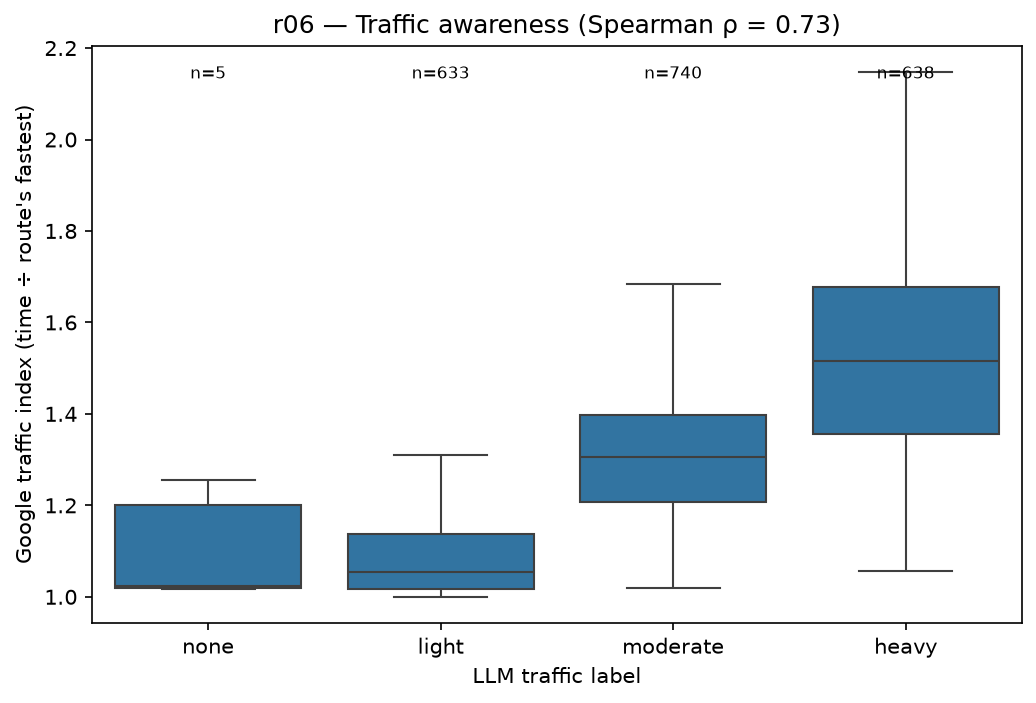 r06 — Traffic awareness (Spearman ρ = 0.73)
n=5
n=633
n=740
n=638
2.2
2.0
1.8
1.6
1.4
1.2
1.0
Google traffic index (time ÷ route's fastest)
none
light
moderate
heavy
LLM traffic label